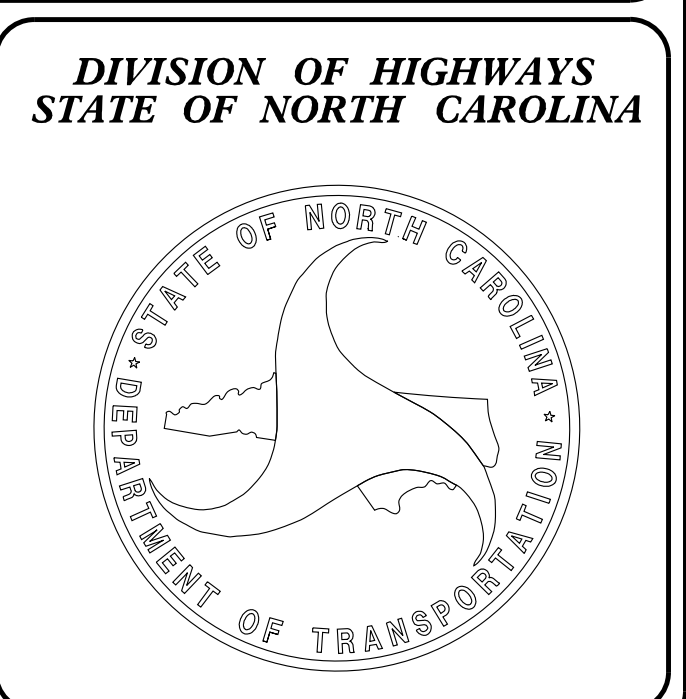 DIVISION OF HIGHWAYS
STATE OF NORTH CAROLINA
STATE OF NORTH CAROLINA
DEPARTMENT OF TRANSPORTATION